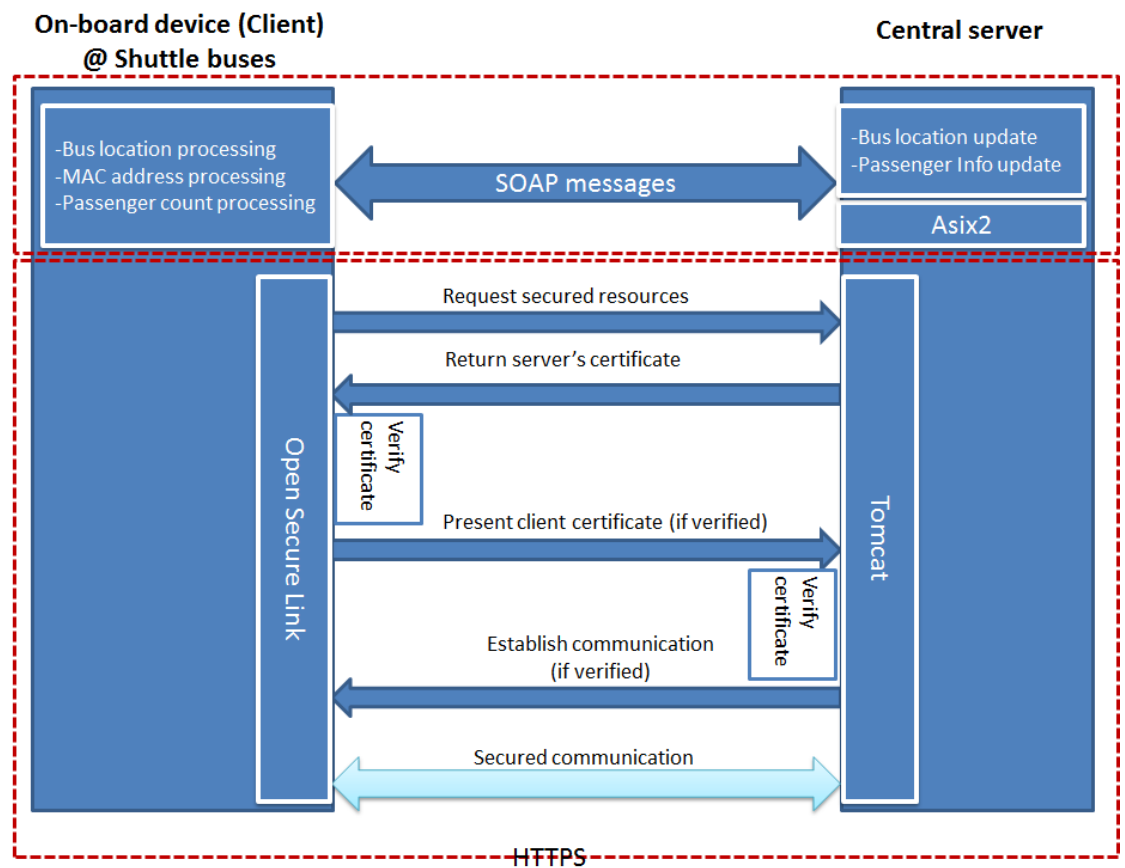 On-board device (Client)
@ Shuttle buses
Central server
-Bus location processing
-MAC address processing
-Passenger count processing
SOAP messages
-Bus location update
-Passenger Info update
Asix2
Request secured resources
Return server's certificate
Verify
certificate
Open Secure Link
Tomcat
Present client certificate (if verified)
Verify
certificate
Establish communication
(if verified)
Secured communication
HTTPS